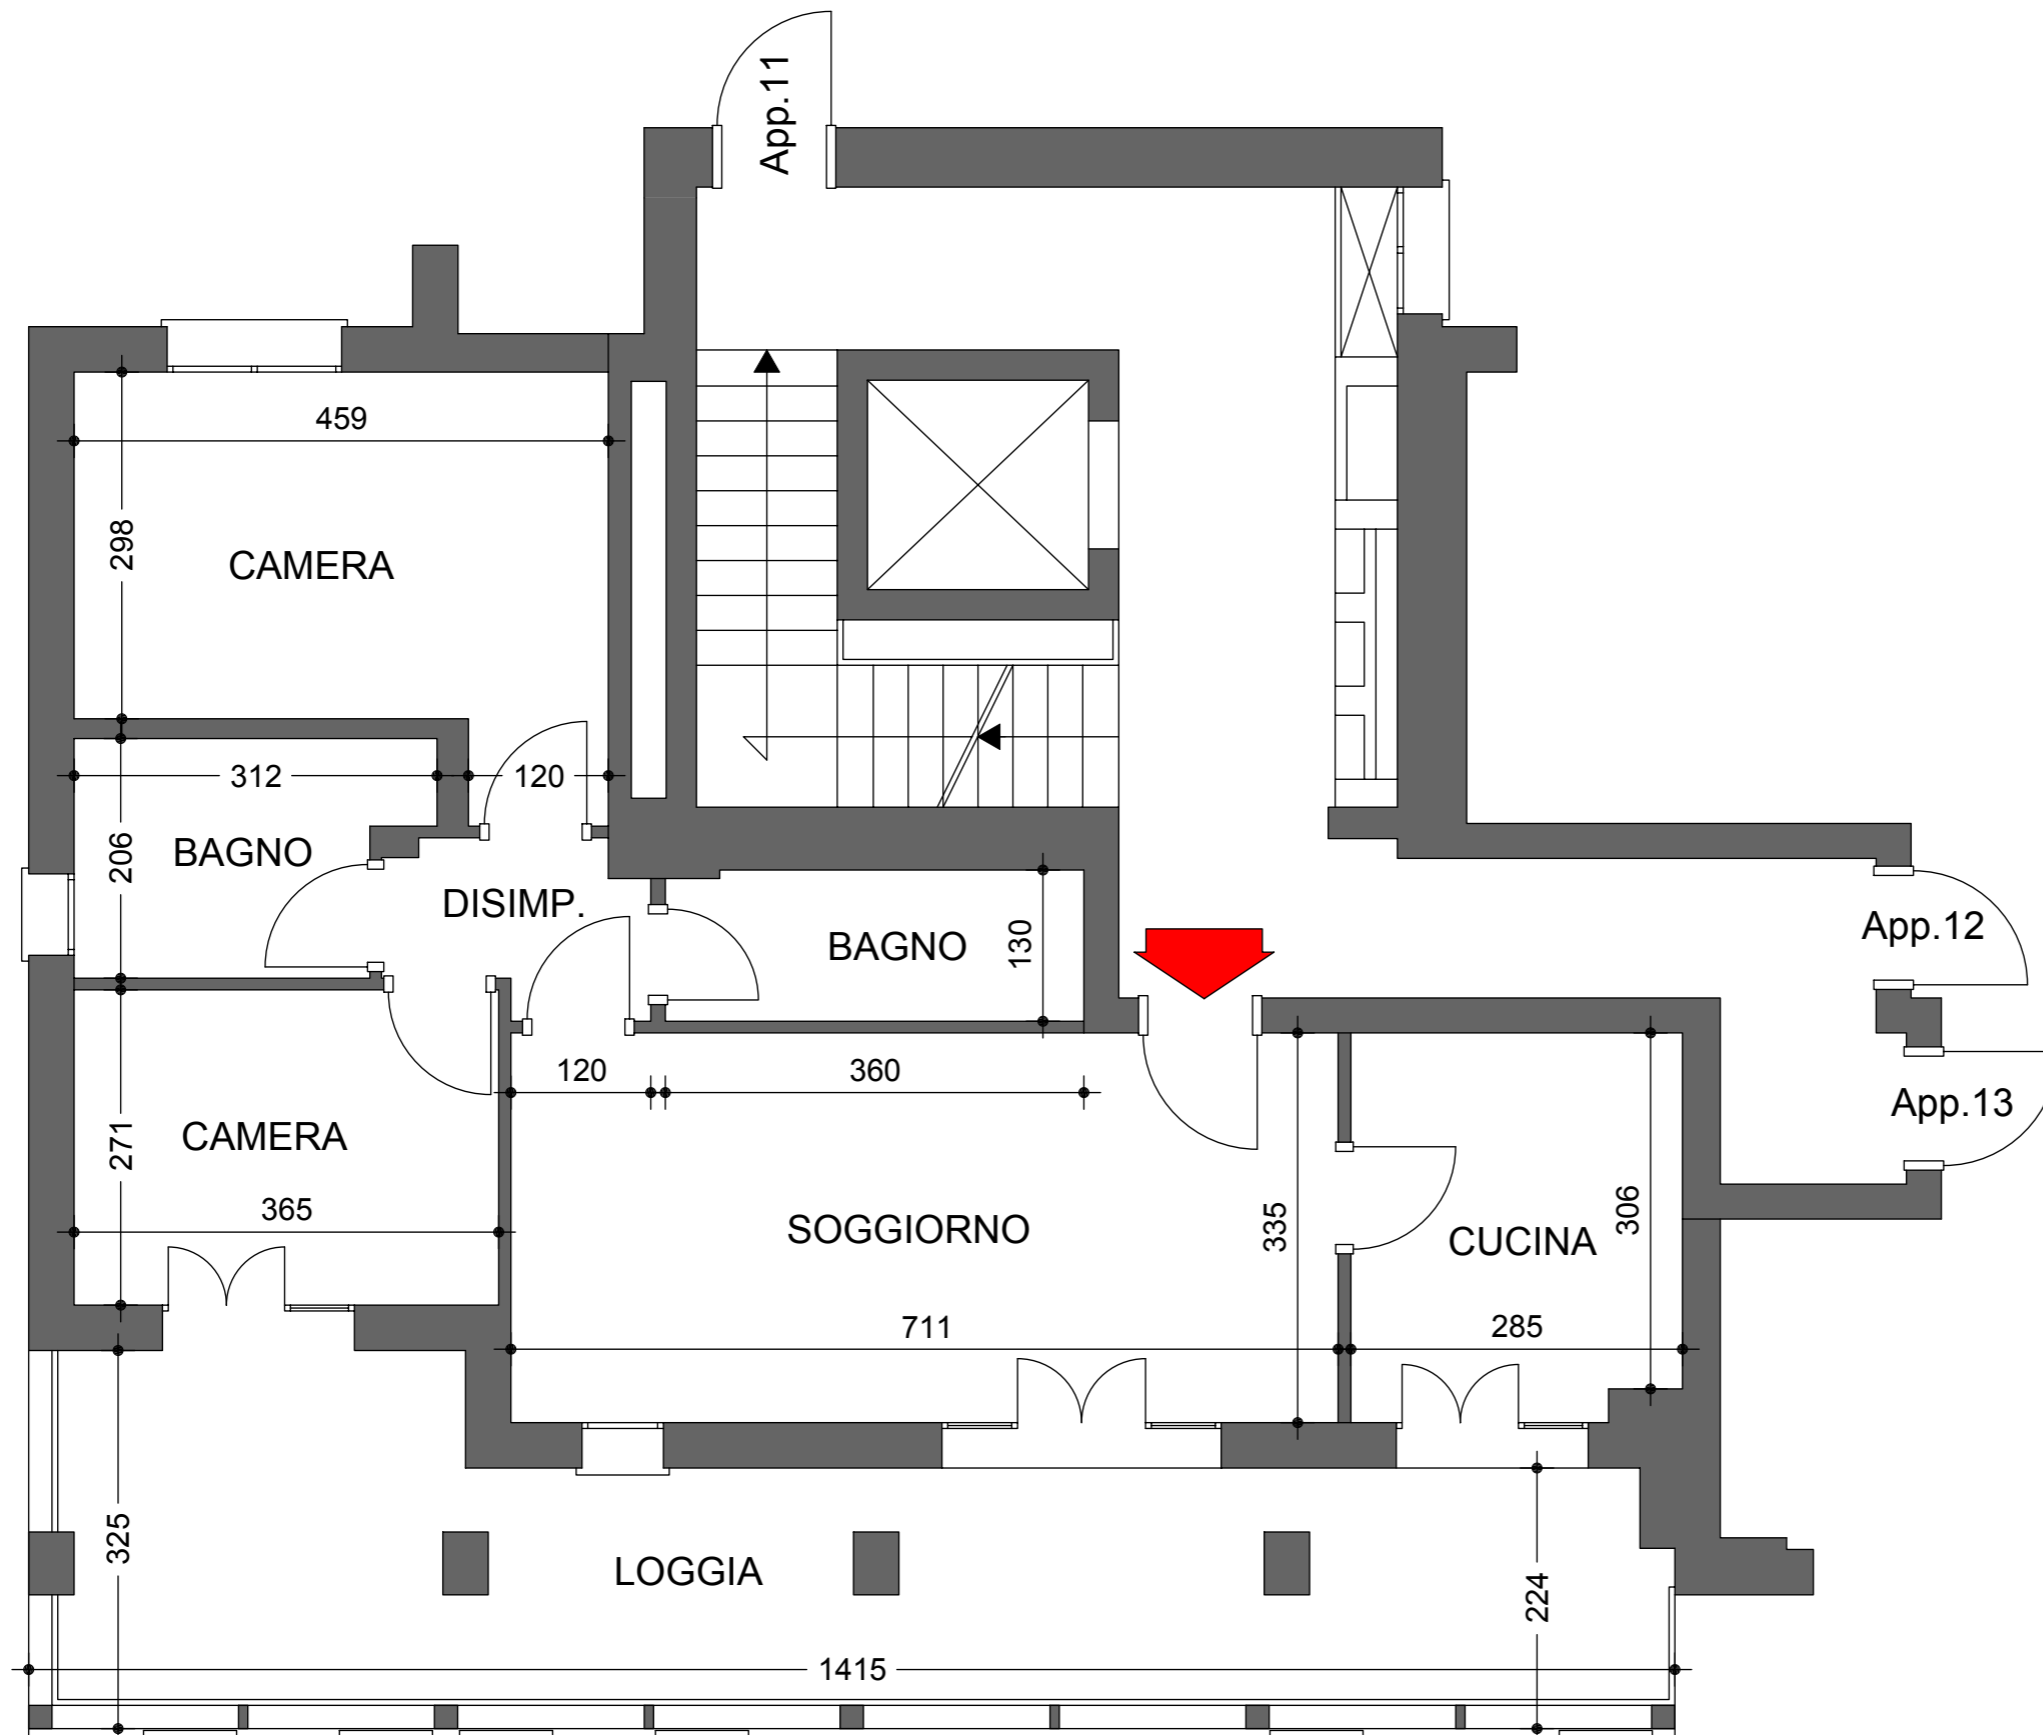 App.11
459
298
CAMERA
312
120
206
BAGNO
DISIMP.
BAGNO
130
App.12
120
360
App.13
271
CAMERA
365
SOGGIORNO
335
CUCINA
306
711
285
325
LOGGIA
224
1415